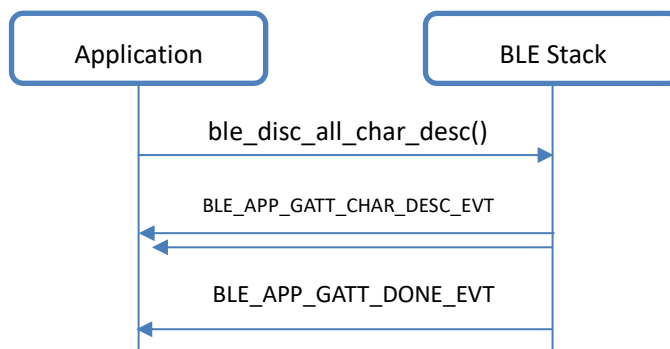 Application
BLE Stack
ble_disc_all_char_desc()
BLE_APP_GATT_CHAR_DESC_EVT
BLE_APP_GATT_DONE_EVT